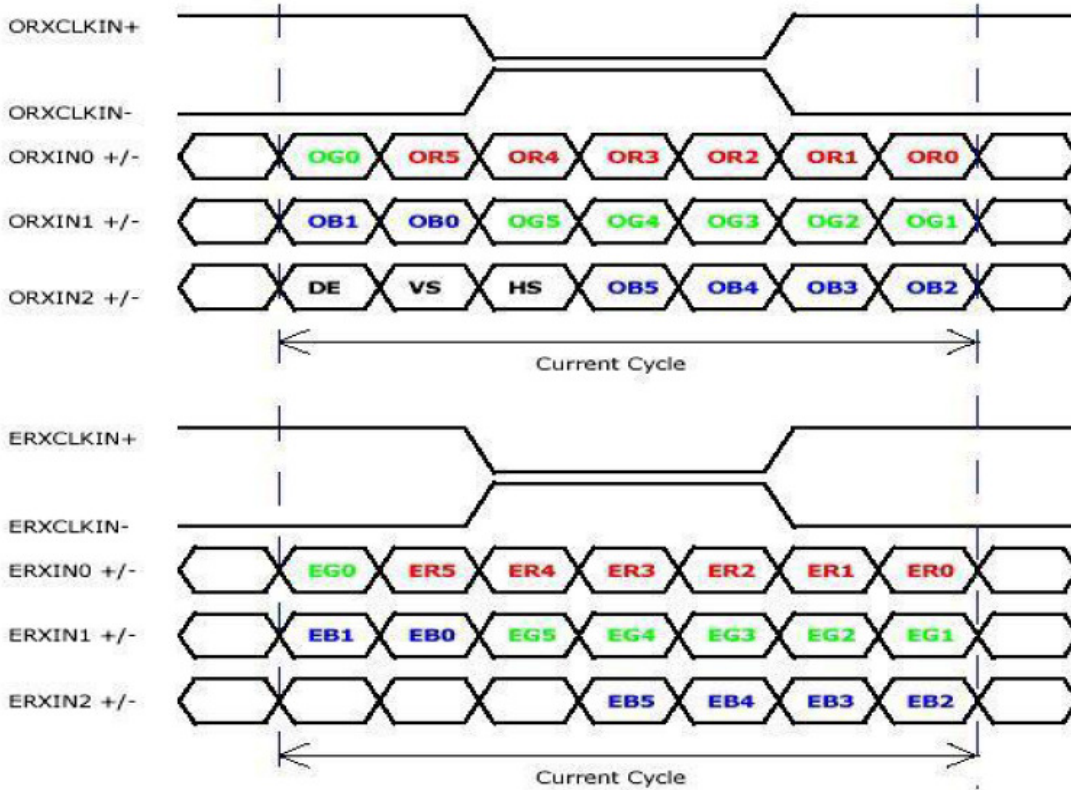 ORXCLKIN+
ORXCLKIN-
ORXIN0 +/- OG0 OR5 OR4 OR3 OR2 OR1 OR0
ORXIN1 +/- OB1 OB0 OG5 OG4 OG3 OG2 OG1
ORXIN2 +/- DE VS HS OB5 OB4 OB3 OB2
Current Cycle
ERXCLKIN+
ERXCLKIN-
ERXIN0 +/- EG0 ER5 ER4 ER3 ER2 ER1 ER0
ERXIN1 +/- EB1 EB0 EG5 EG4 EG3 EG2 EG1
ERXIN2 +/- EB5 EB4 EB3 EB2
Current Cycle